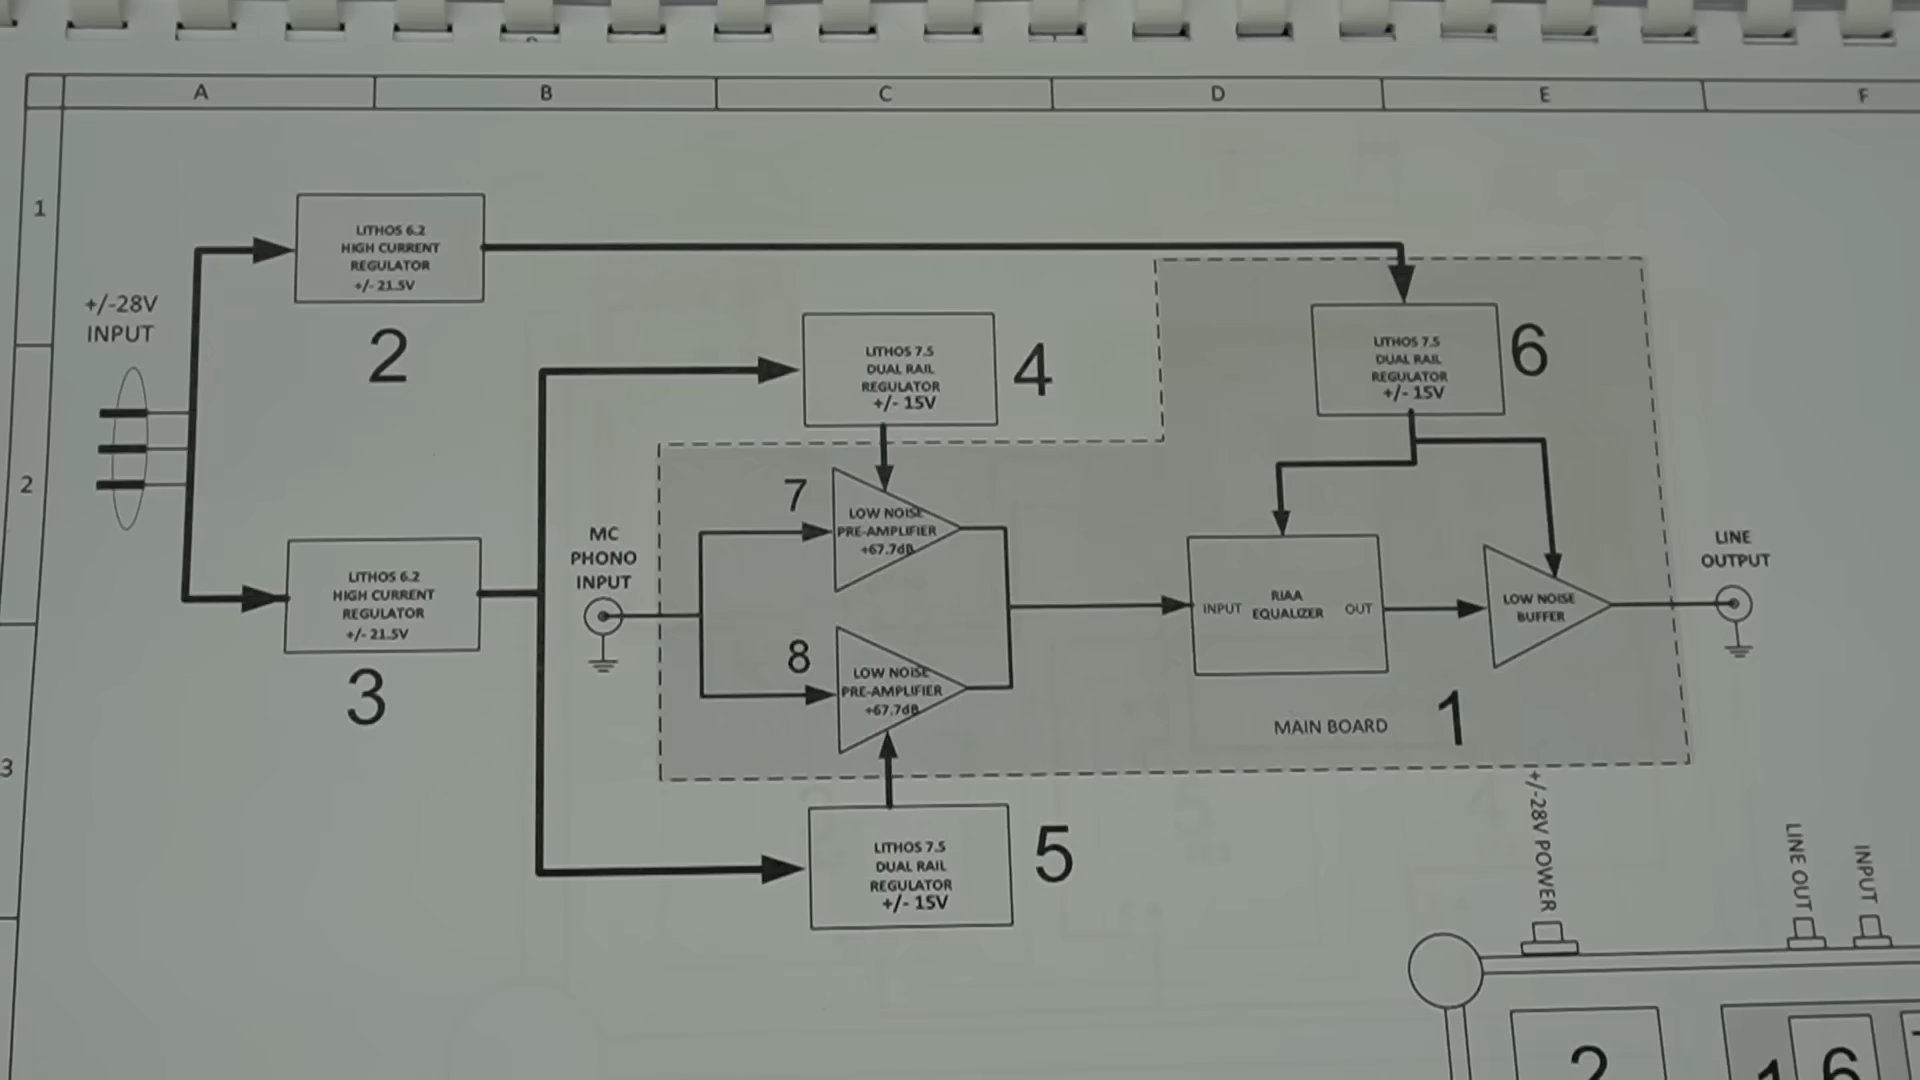 A B C D E F
1
2
3
+/-28V
INPUT
LITHOS 6.2
HIGH CURRENT
REGULATOR
+/- 21.5V
2
LITHOS 6.2
HIGH CURRENT
REGULATOR
+/- 21.5V
3
LITHOS 7.5
DUAL RAIL
REGULATOR
+/- 15V
4
LITHOS 7.5
DUAL RAIL
REGULATOR
+/- 15V
6
MC
PHONO
INPUT
7
LOW NOISE
PRE-AMPLIFIER
+67.7dB
8
LOW NOISE
PRE-AMPLIFIER
+67.7dB
INPUT
RIAA
EQUALIZER
OUT
LOW NOISE
BUFFER
LINE
OUTPUT
MAIN BOARD
1
LITHOS 7.5
DUAL RAIL
REGULATOR
+/- 15V
5
+/-28V POWER
LINE OUT
INPUT
2
1
6